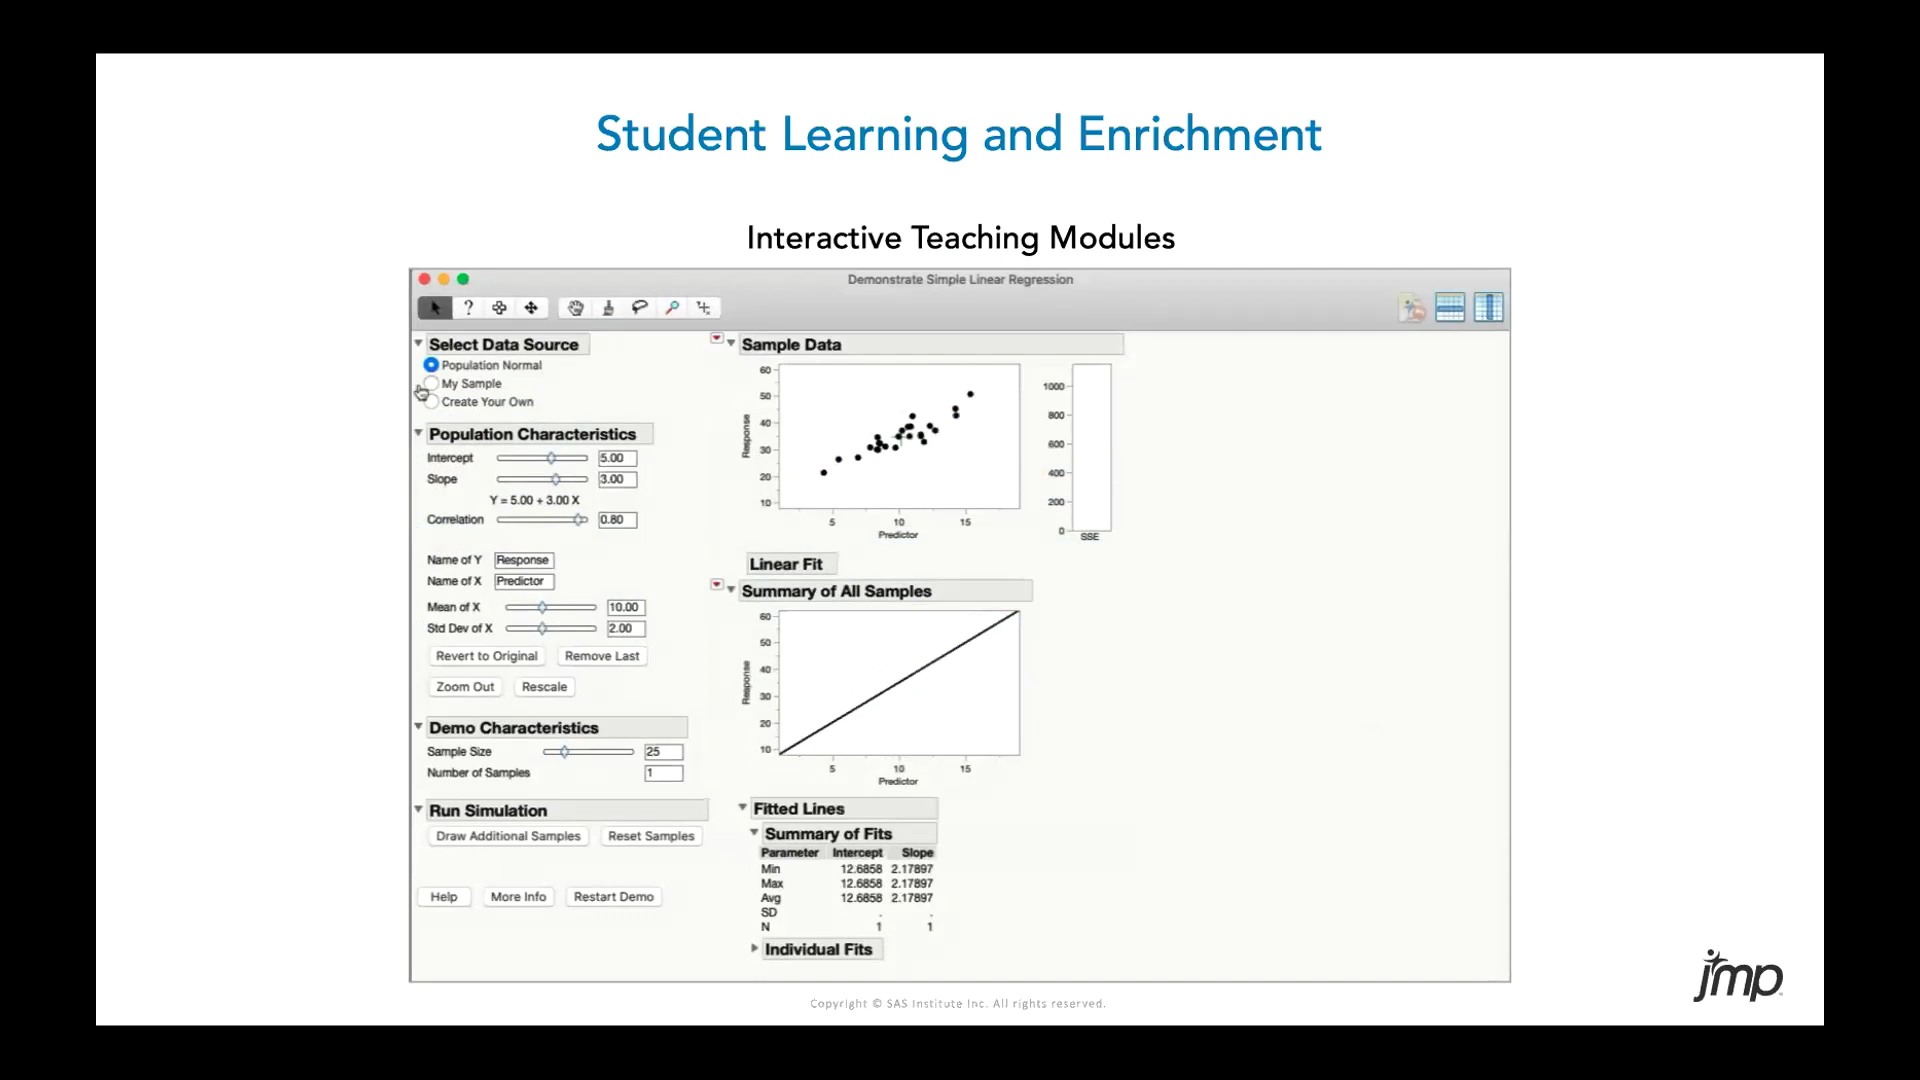 Student Learning and Enrichment
Interactive Teaching Modules
Demonstrate Simple Linear Regression
?
Select Data Source
Population Normal
My Sample
Create Your Own
Population Characteristics
Intercept 5.00
Slope 3.00
Y = 5.00 + 3.00 X
Correlation 0.80
Name of Y Response
Name of X Predictor
Mean of X 10.00
Std Dev of X 2.00
Revert to Original Remove Last
Zoom Out Rescale
Demo Characteristics
Sample Size 25
Number of Samples 1
Run Simulation
Draw Additional Samples Reset Samples
Help More Info Restart Demo
Sample Data
60
50
40
30
20
10
Response
5 10 15
Predictor
1000
800
600
400
200
0
SSE
Linear Fit
Summary of All Samples
60
50
40
30
20
10
Response
5 10 15
Predictor
Fitted Lines
Summary of Fits
Parameter Intercept Slope
Min 12.6858 2.17897
Max 12.6858 2.17897
Avg 12.6858 2.17897
SD . .
N 1 1
Individual Fits
jmp
Copyright © SAS Institute Inc. All rights reserved.